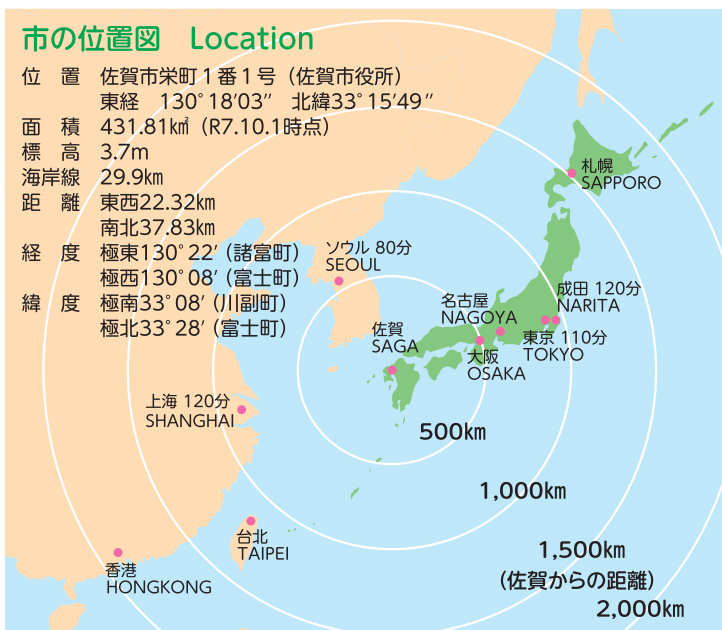 市の位置図　Location
位　置　佐賀市栄町１番１号（佐賀市役所）
東経　130°18′03″　北緯33°15′49″
面　積　431.81㎢（R7.10.1時点）
標　高　3.7m
海岸線　29.9㎞
距　離　東西22.32㎞
南北37.83㎞
経　度　極東130°22′（諸富町）
極西130°08′（富士町）
緯　度　極南33°08′（川副町）
極北33°28′（富士町）
札幌
SAPPORO
ソウル 80分
SEOUL
成田 120分
NARITA
名古屋
NAGOYA
佐賀
SAGA
東京 110分
TOKYO
大阪
OSAKA
上海 120分
SHANGHAI
500㎞
1,000㎞
台北
TAIPEI
1,500㎞
香港
HONGKONG
（佐賀からの距離）
2,000㎞